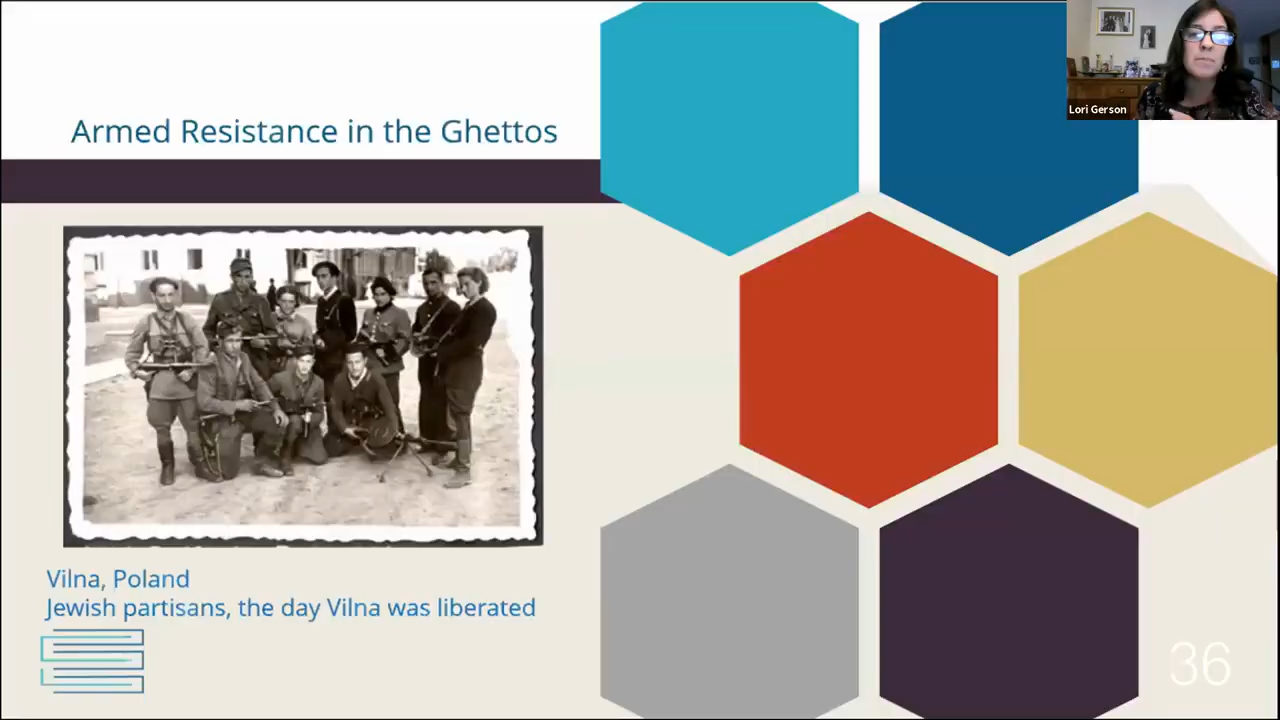 Lori Gerson
Armed Resistance in the Ghettos
Vilna, Poland
Jewish partisans, the day Vilna was liberated
36